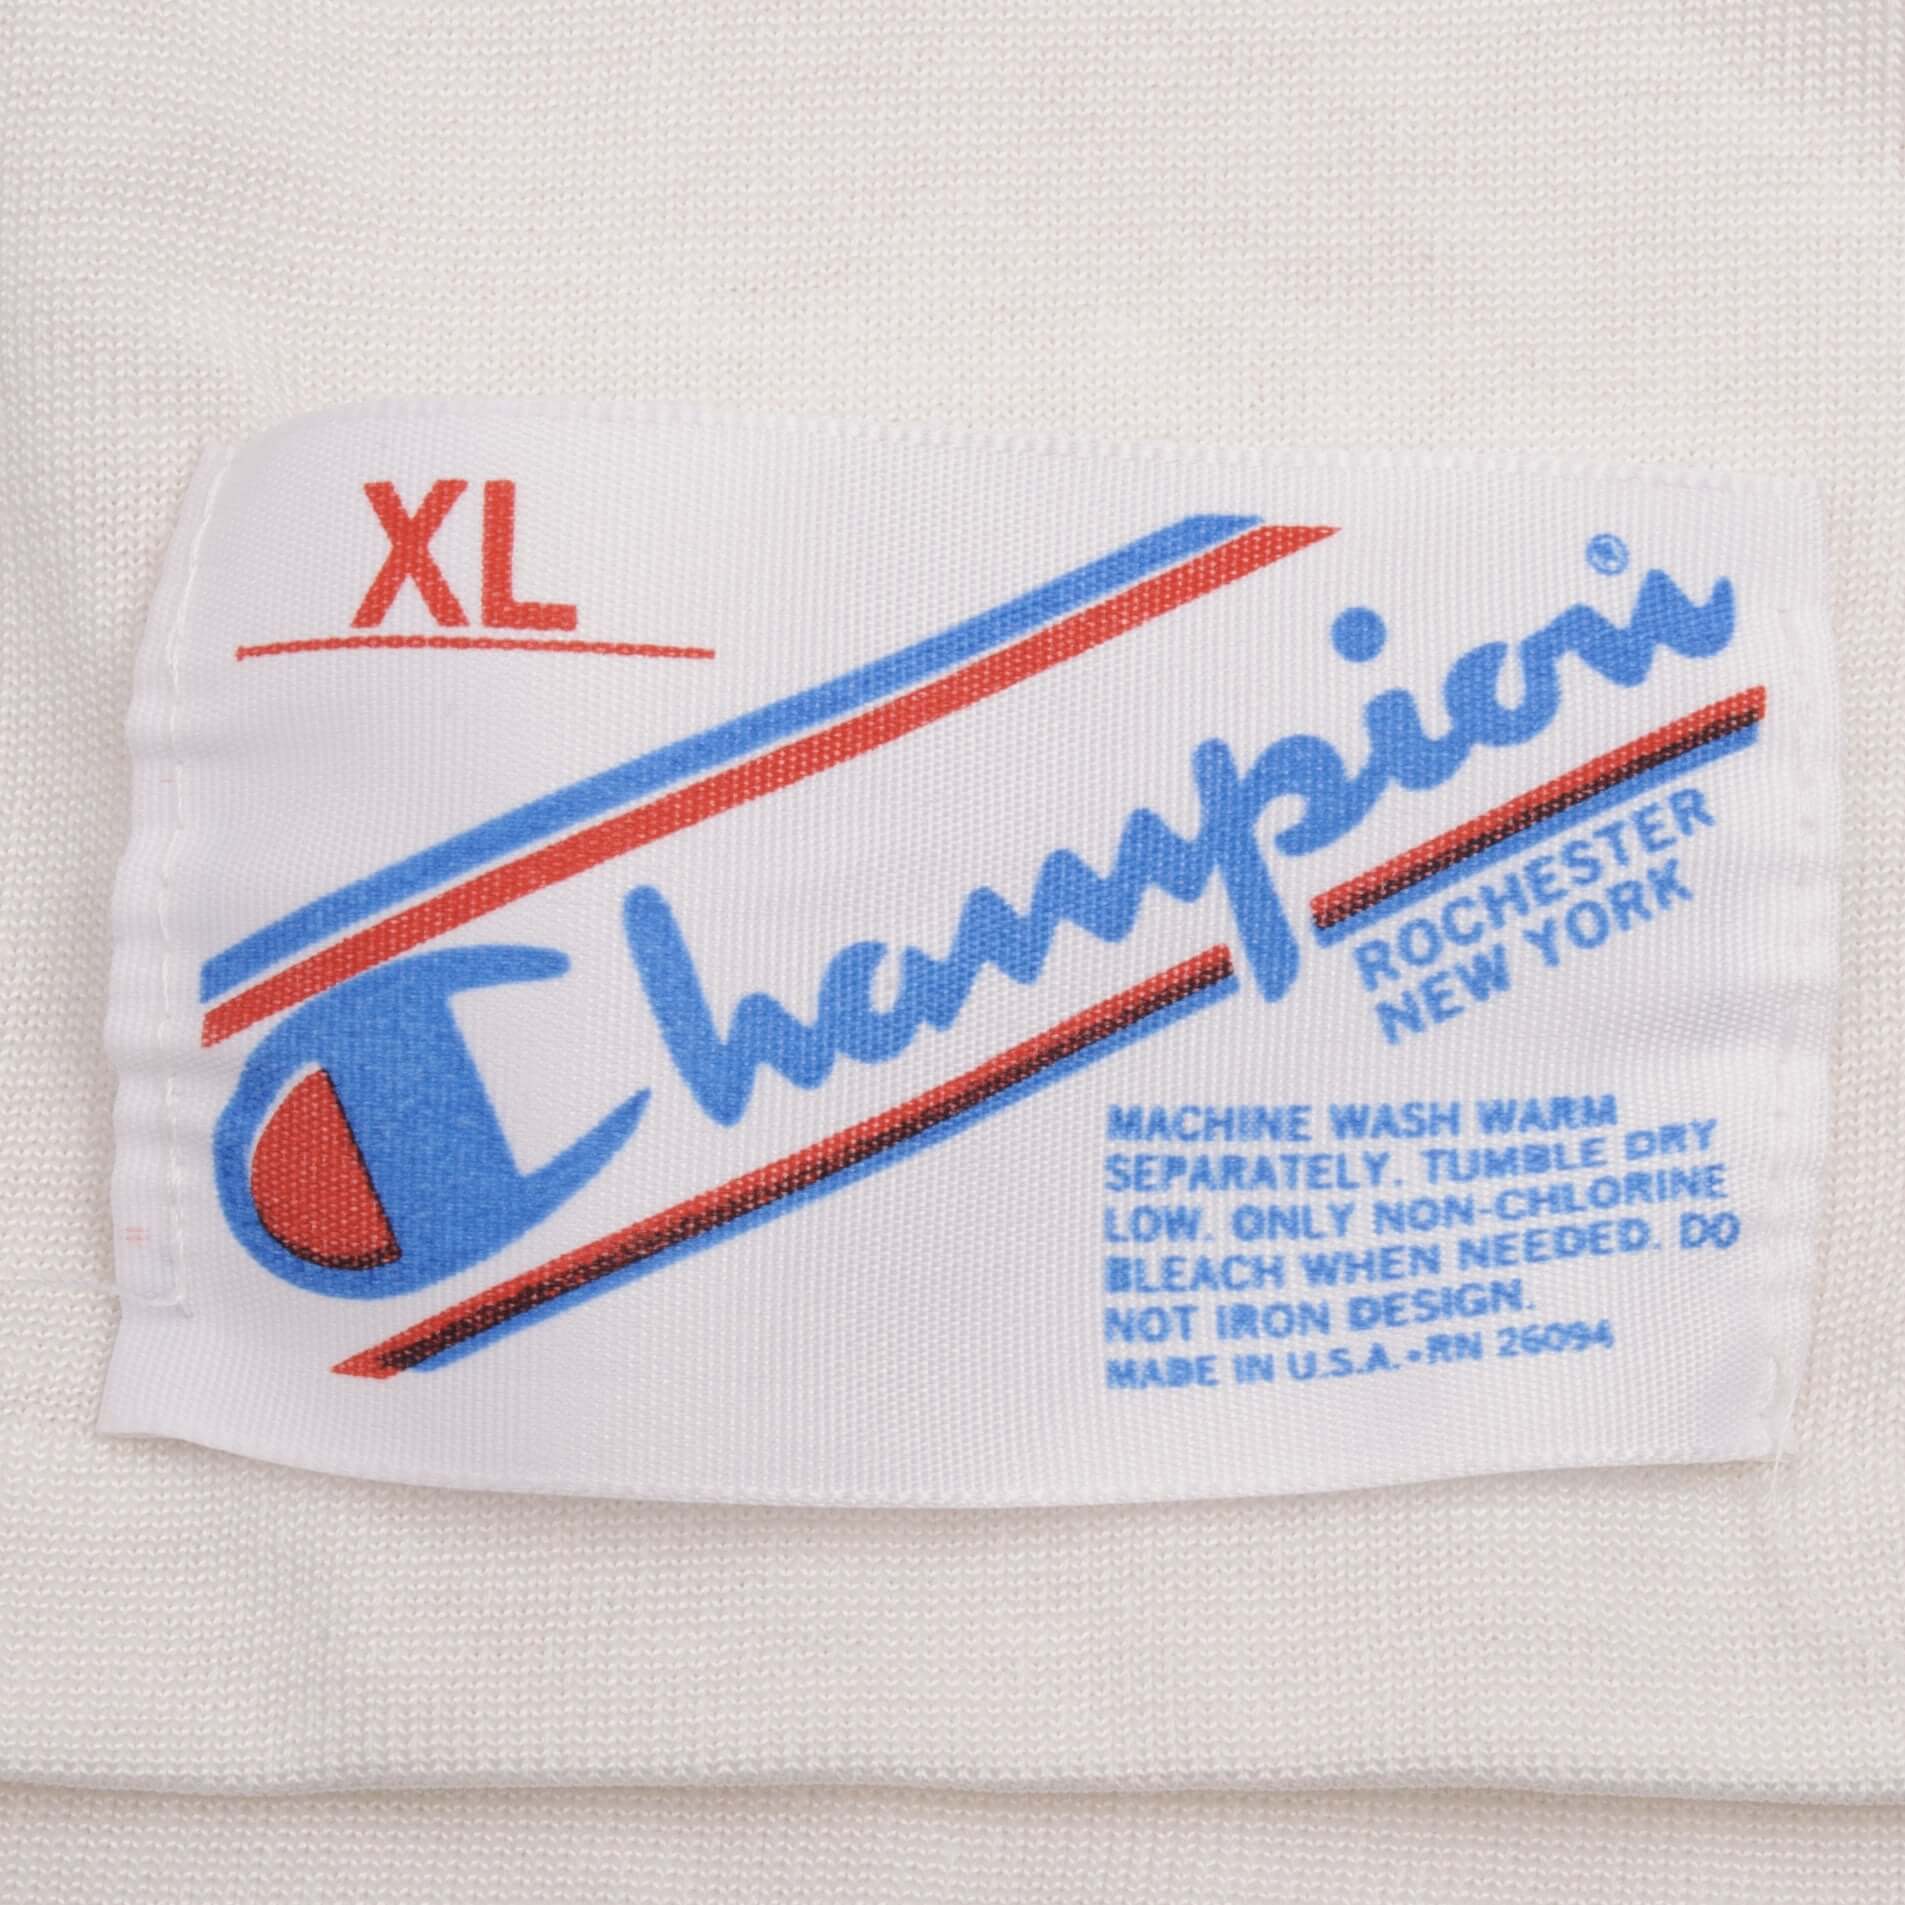 XL
Champion®
ROCHESTER
NEW YORK
MACHINE WASH WARM
SEPARATELY. TUMBLE DRY
LOW. ONLY NON-CHLORINE
BLEACH WHEN NEEDED. DO
NOT IRON DESIGN.
MADE IN U.S.A.•RN 26094